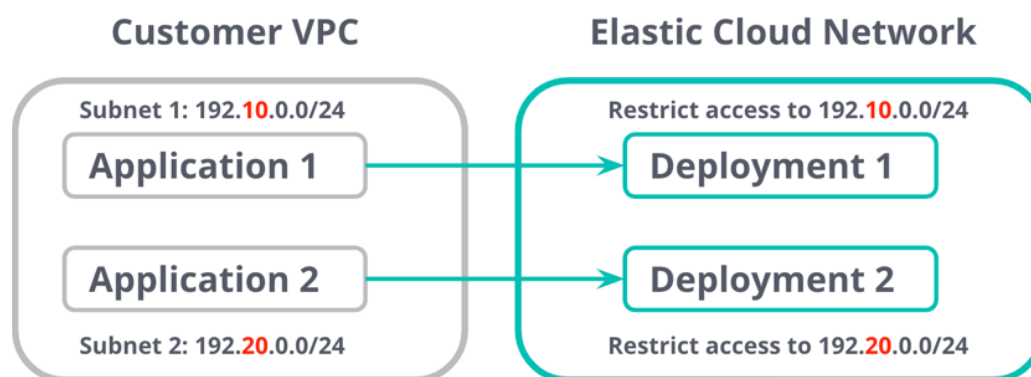 Customer VPC
Elastic Cloud Network
Subnet 1: 192.10.0.0/24
Restrict access to 192.10.0.0/24
Application 1
Deployment 1
Application 2
Deployment 2
Subnet 2: 192.20.0.0/24
Restrict access to 192.20.0.0/24